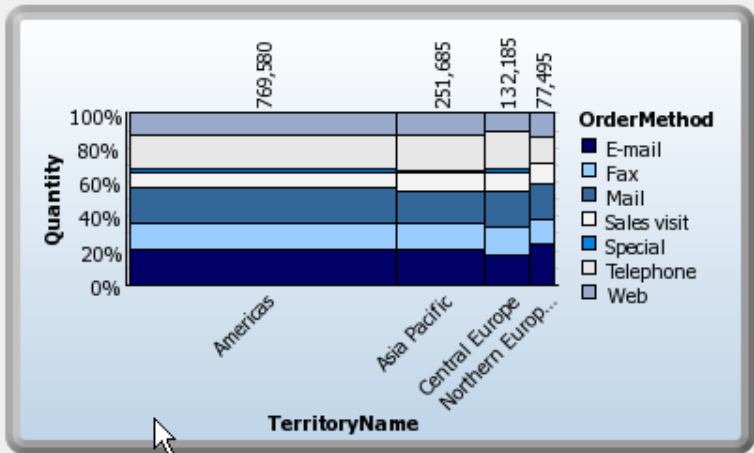 769,580
251,685
132,185
77,495
100%
80%
60%
40%
20%
0%
Quantity
Americas
Asia Pacific
Central Europe
Northern Europ...
TerritoryName
OrderMethod
E-mail
Fax
Mail
Sales visit
Special
Telephone
Web